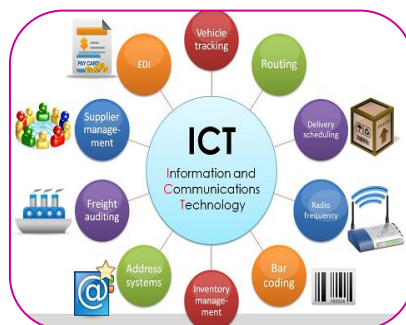 Vehicle
tracking
Routing
Delivery
scheduling
Radio
frequency
Bar
coding
Inventory
manage-
ment
Address
systems
Freight
auditing
Supplier
manage-
ment
EDI
PAY CARD
ICT
Information and
Communications
Technology